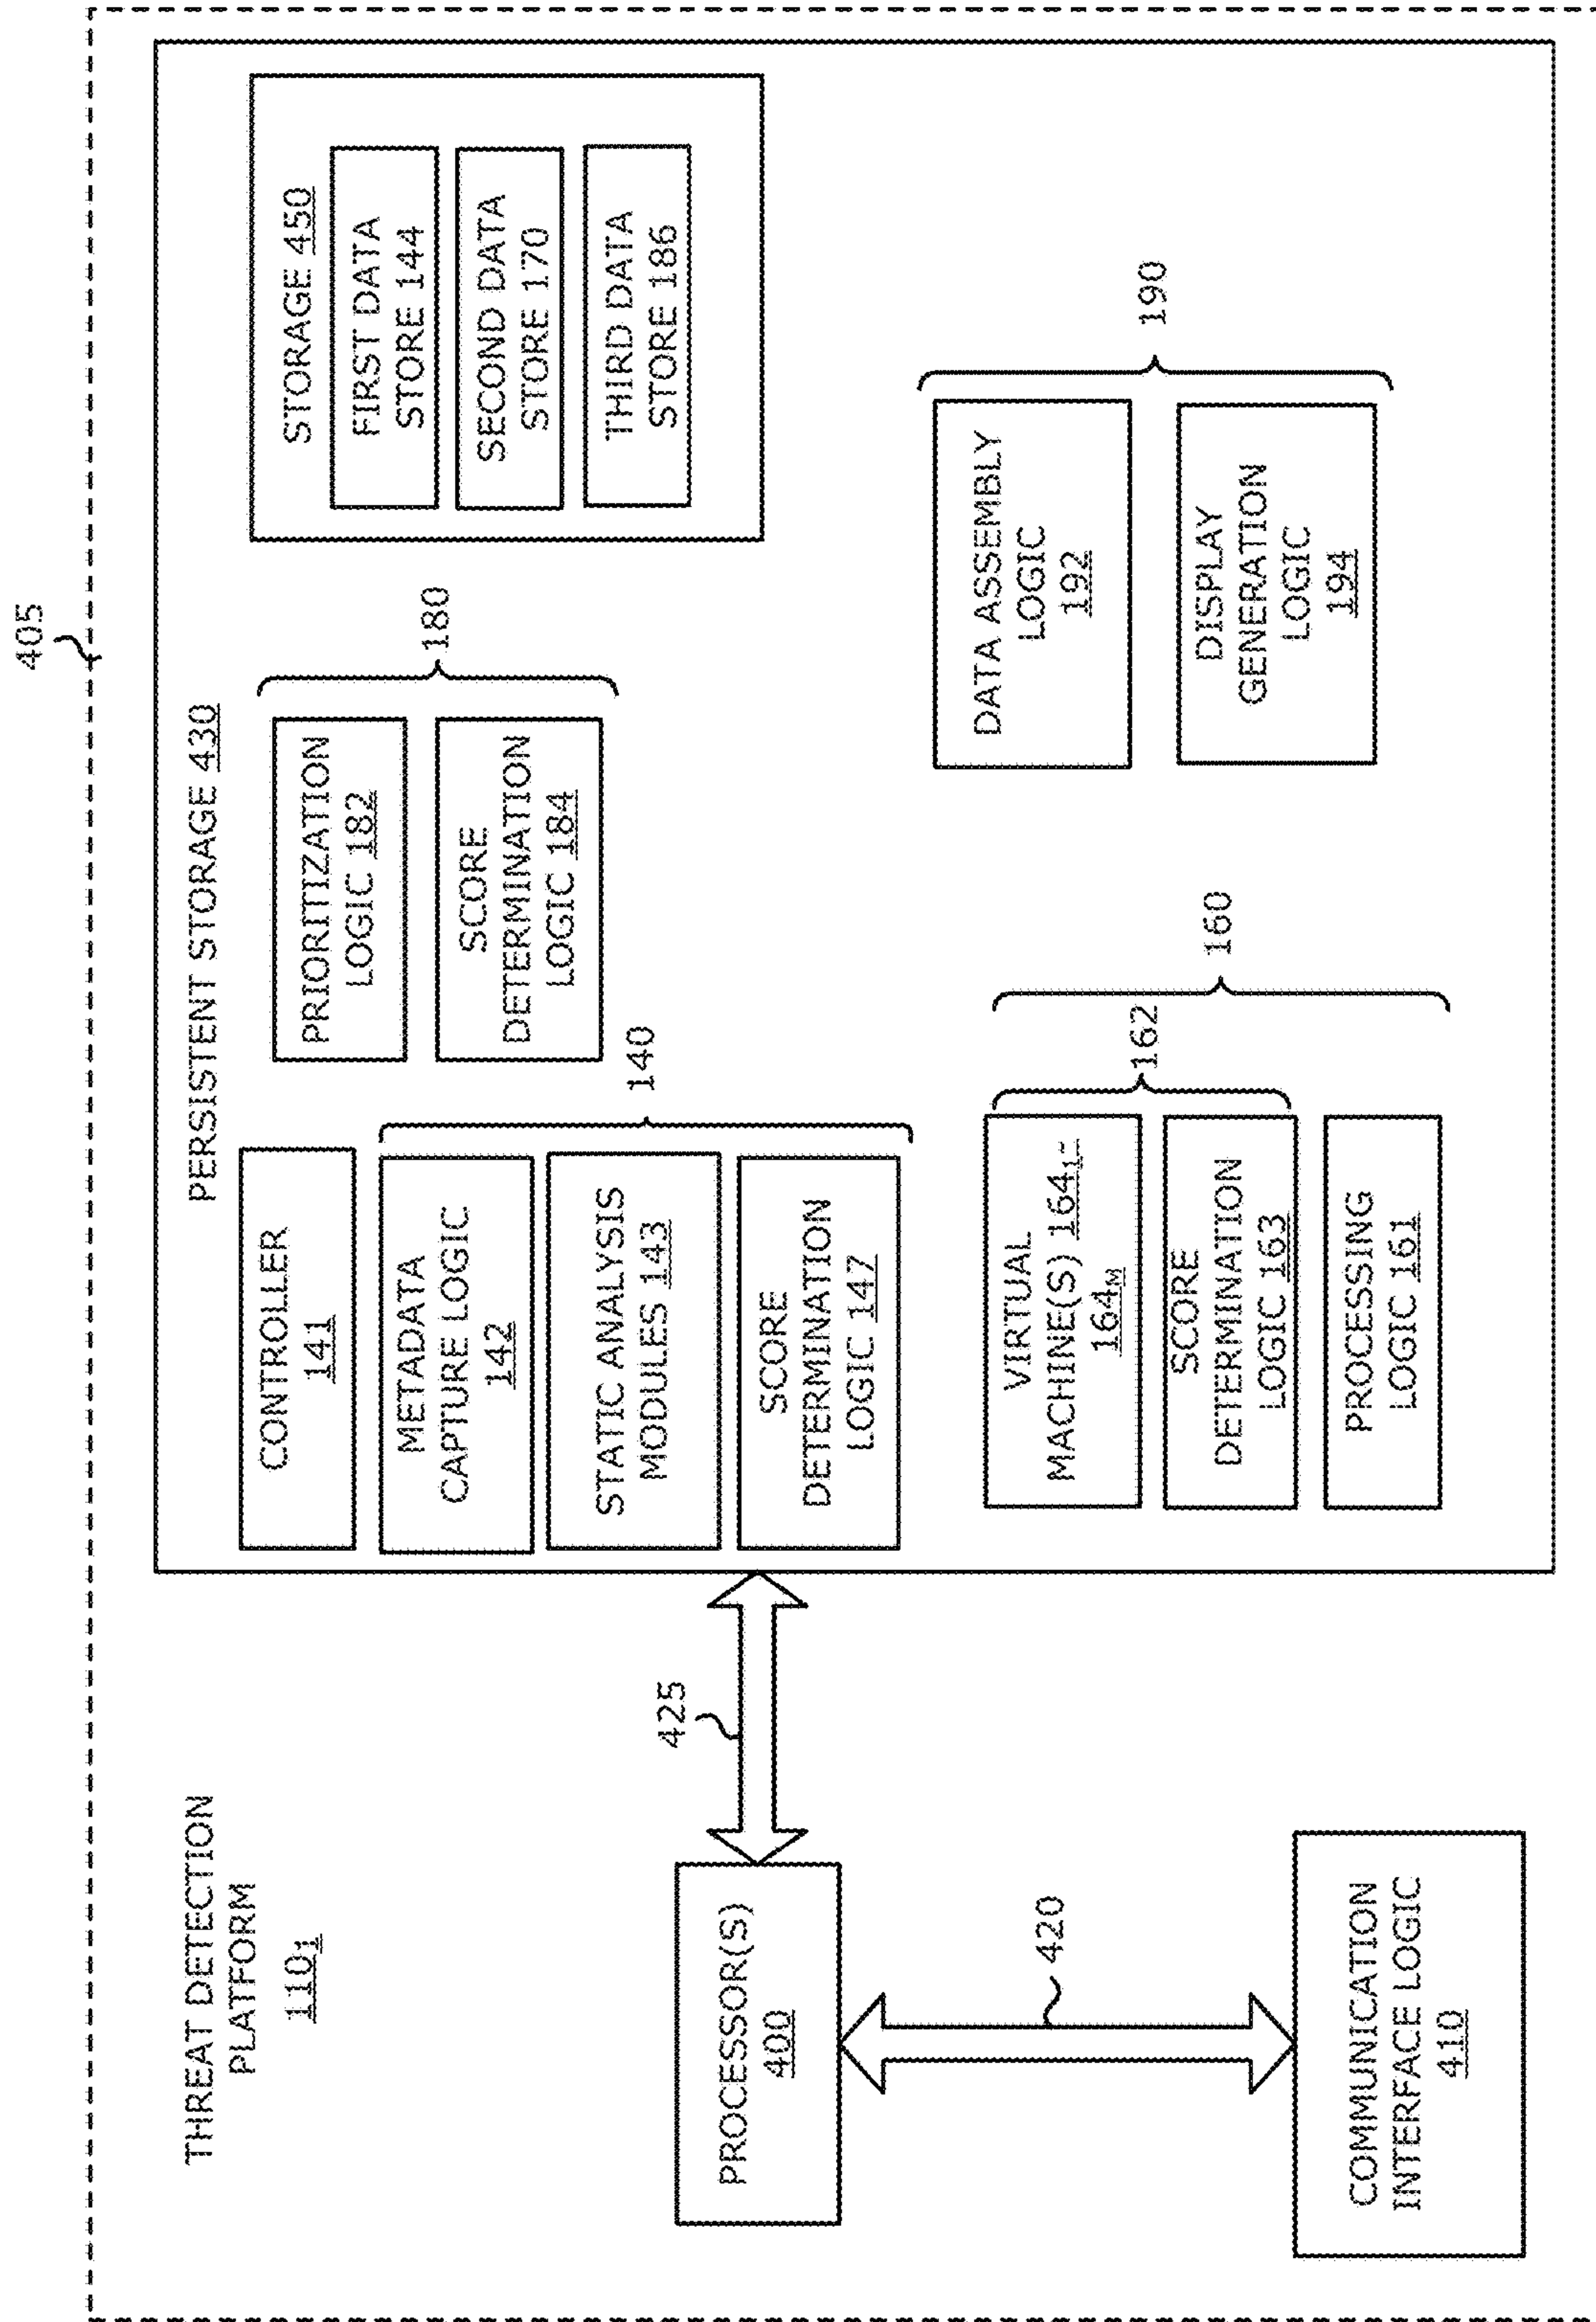 405
THREAT DETECTION
PLATFORM
110₁
PROCESSOR(S)
400
425
420
COMMUNICATION
INTERFACE LOGIC
410
PERSISTENT STORAGE 430
CONTROLLER
141
METADATA
CAPTURE LOGIC
142
STATIC ANALYSIS
MODULES 143
SCORE
DETERMINATION
LOGIC 147
140
PRIORITIZATION
LOGIC 182
SCORE
DETERMINATION
LOGIC 184
180
STORAGE 450
FIRST DATA
STORE 144
SECOND DATA
STORE 170
THIRD DATA
STORE 186
VIRTUAL
MACHINE(S) 164₁-
164M
SCORE
DETERMINATION
LOGIC 163
162
PROCESSING
LOGIC 161
160
DATA ASSEMBLY
LOGIC
192
DISPLAY
GENERATION
LOGIC
194
190